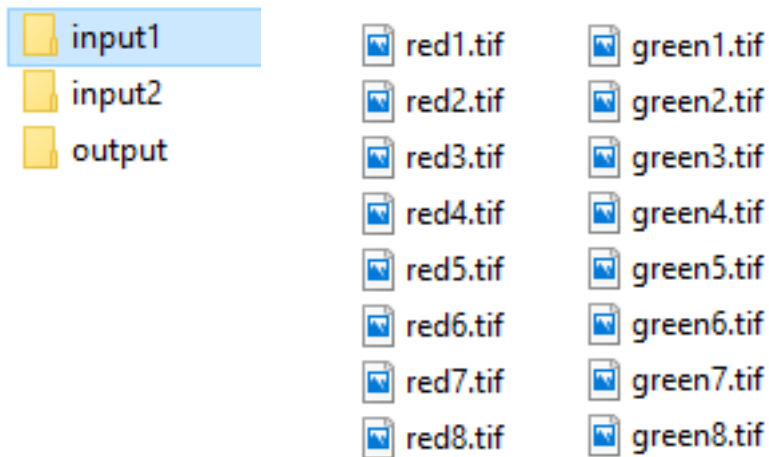 input1
input2
output
red1.tif
red2.tif
red3.tif
red4.tif
red5.tif
red6.tif
red7.tif
red8.tif
green1.tif
green2.tif
green3.tif
green4.tif
green5.tif
green6.tif
green7.tif
green8.tif